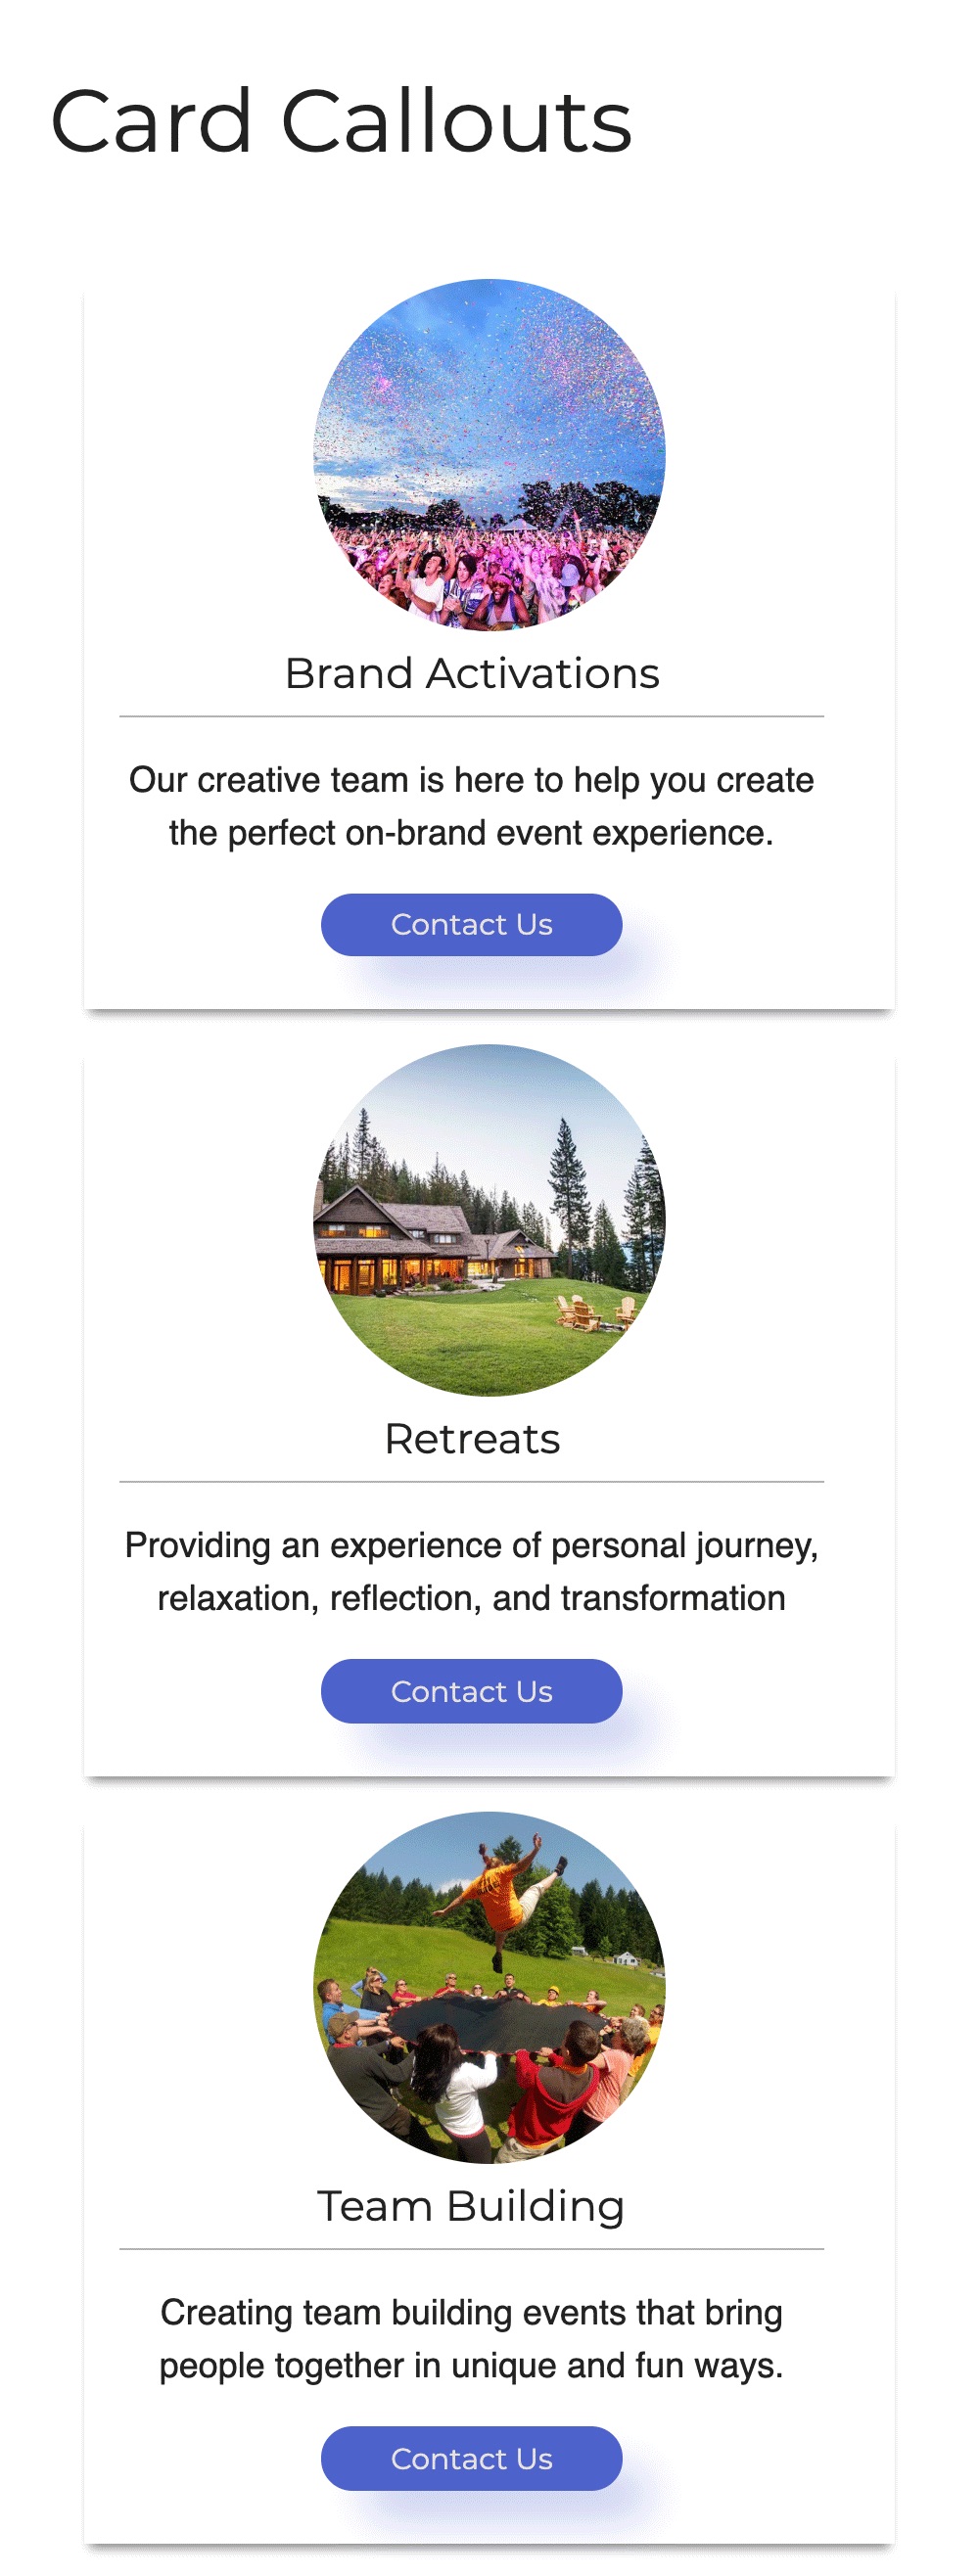 Card Callouts
Brand Activations
Our creative team is here to help you create
the perfect on-brand event experience.
Contact Us
Retreats
Providing an experience of personal journey,
relaxation, reflection, and transformation
Contact Us
Team Building
Creating team building events that bring
people together in unique and fun ways.
Contact Us